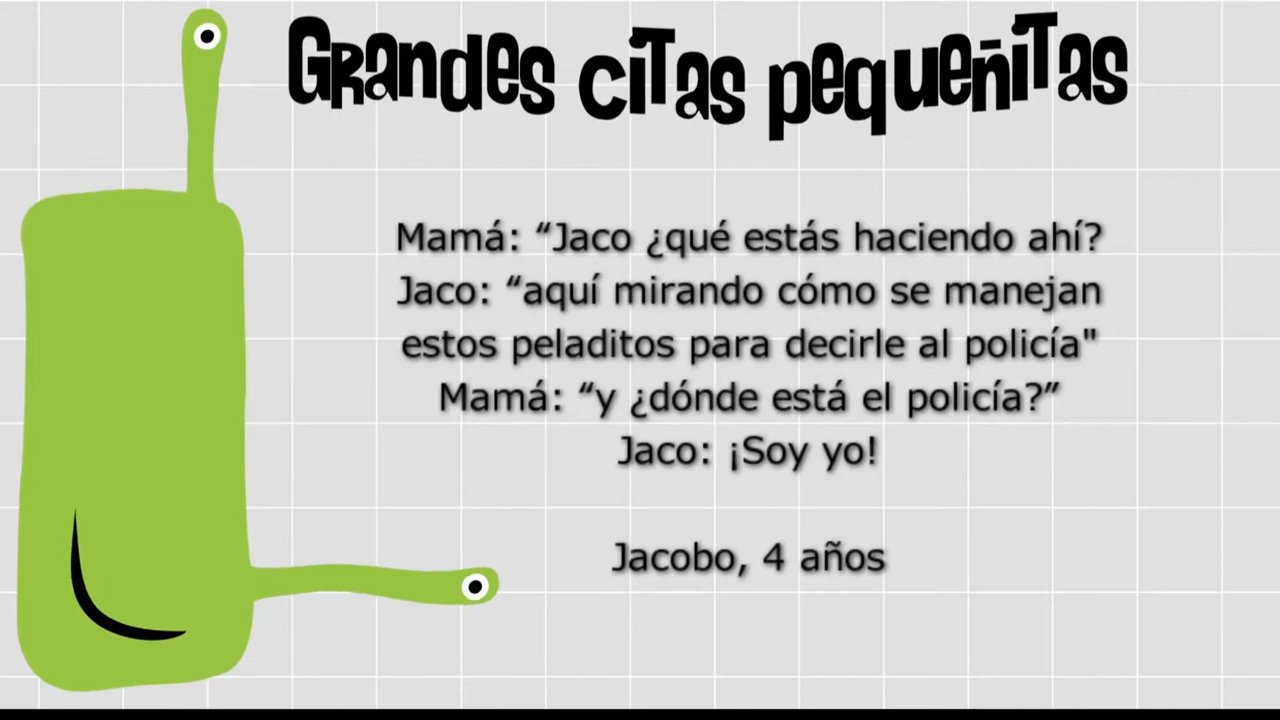 Grandes citas pequeñitas
Mamá: “Jaco ¿qué estás haciendo ahí?
Jaco: “aquí mirando cómo se manejan
estos peladitos para decirle al policía"
Mamá: “y ¿dónde está el policía?”
Jaco: ¡Soy yo!
Jacobo, 4 años